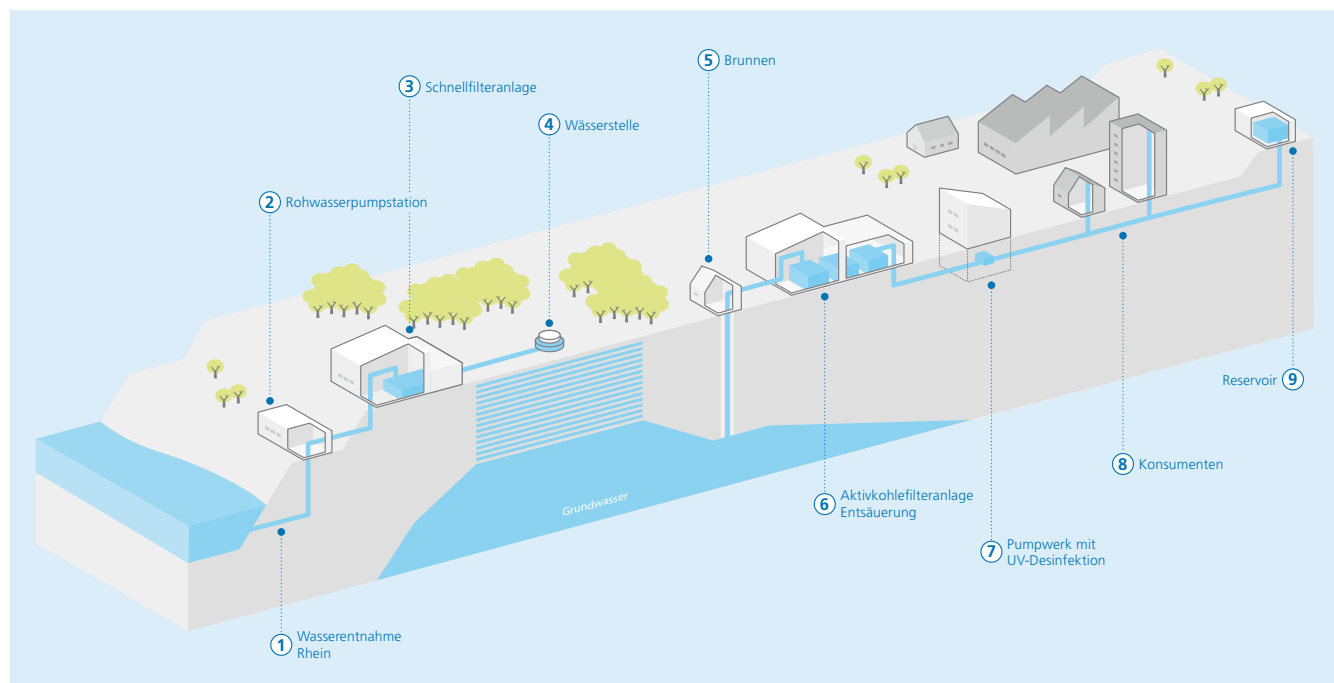 1 Wasserentnahme
Rhein
2 Rohwasserpumpstation
3 Schnellfilteranlage
4 Wässerstelle
5 Brunnen
6 Aktivkohlefilteranlage
Entsäuerung
7 Pumpwerk mit
UV-Desinfektion
8 Konsumenten
Reservoir 9
Grundwasser